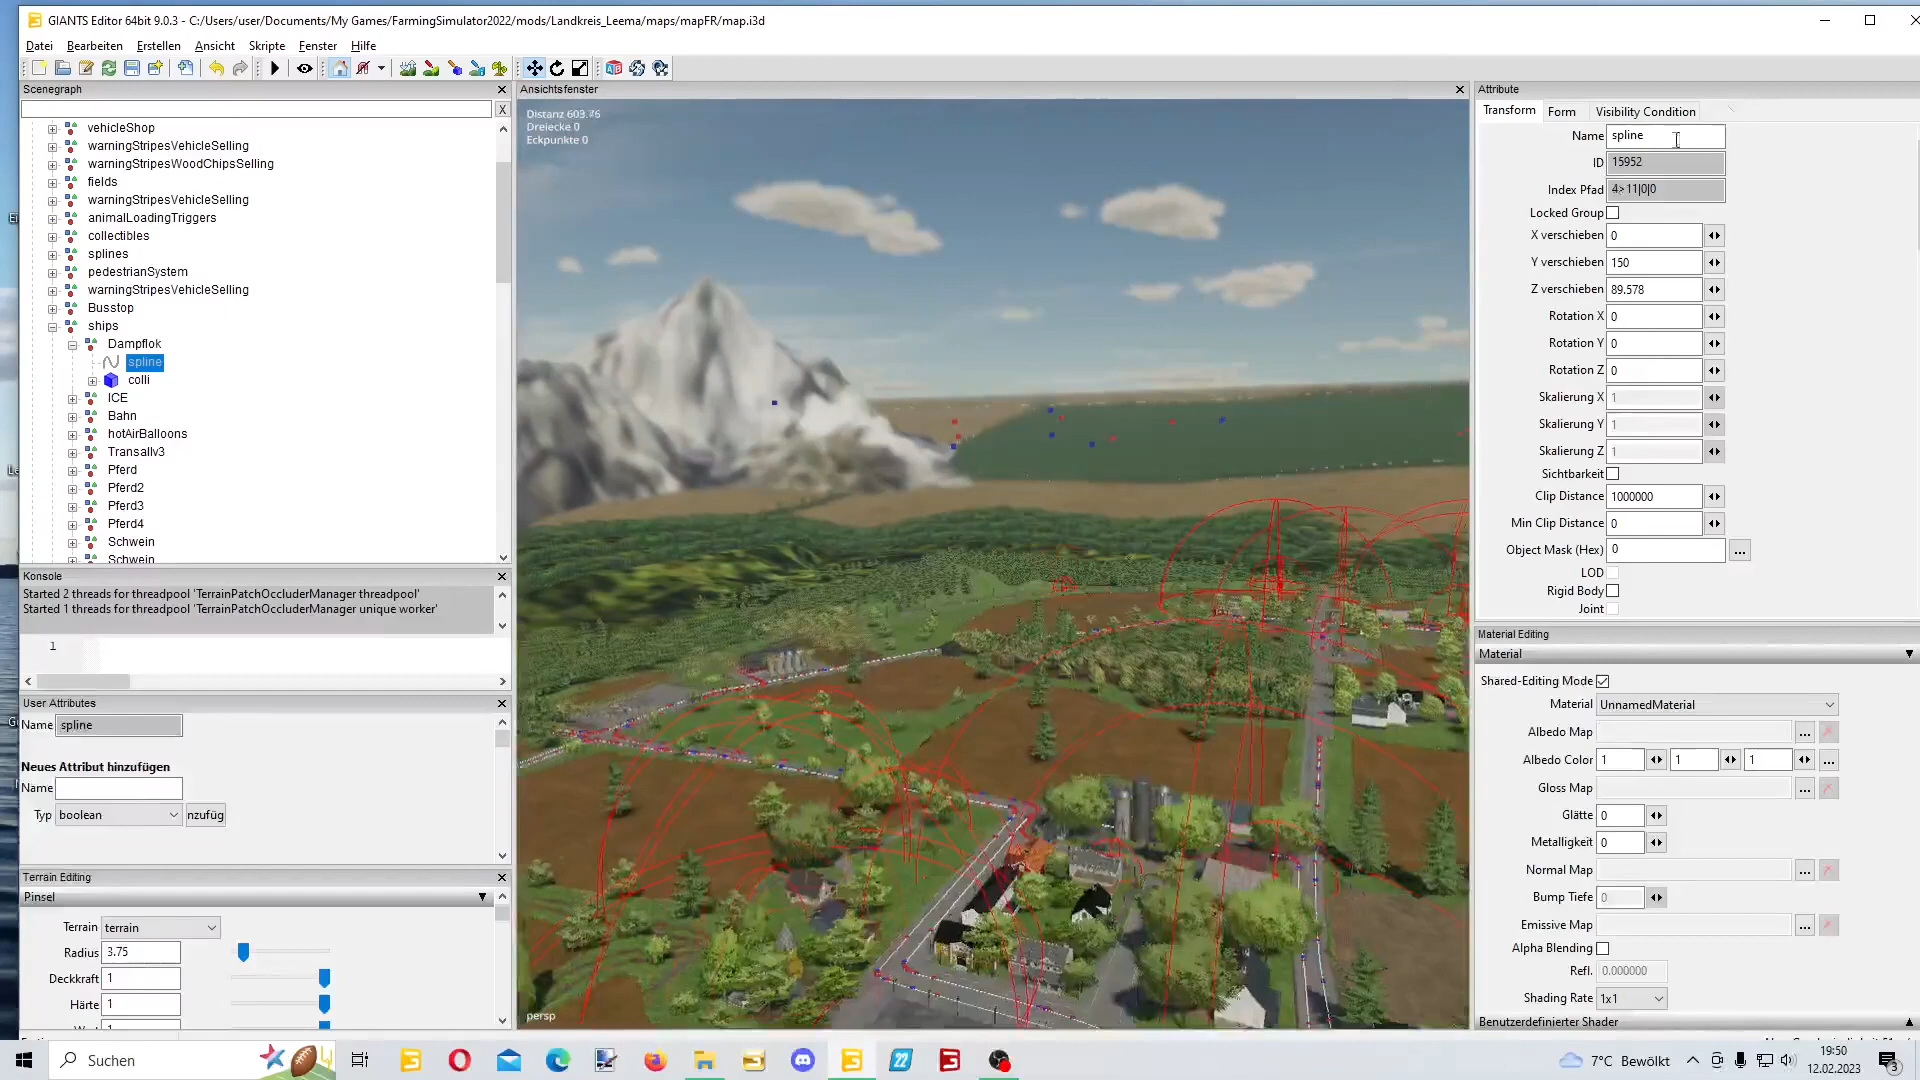 GIANTS Editor 64bit 9.0.3 - C:/Users/user/Documents/My Games/FarmingSimulator2022/mods/Landkreis_Leema/maps/mapFR/map.i3d
Datei Bearbeiten Erstellen Ansicht Skripte Fenster Hilfe
Scenegraph
X
vehicleShop
warningStripesVehicleSelling
warningStripesWoodChipsSelling
fields
warningStripesVehicleSelling
animalLoadingTriggers
collectibles
splines
pedestrianSystem
warningStripesVehicleSelling
Busstop
ships
Dampflok
spline
colli
ICE
Bahn
hotAirBalloons
Transallv3
Pferd
Pferd2
Pferd3
Pferd4
Schwein
Schwein
Konsole
Started 2 threads for threadpool 'TerrainPatchOccluderManager threadpool'
Started 1 threads for threadpool 'TerrainPatchOccluderManager unique worker'
1
User Attributes
Name spline
Neues Attribut hinzufügen
Name
Typ boolean nzufüg
Terrain Editing
Pinsel
Terrain terrain
Radius 3.75
Deckkraft 1
Härte 1
Ansichtsfenster
Distanz 603.76
Dreiecke 0
Eckpunkte 0
persp
Attribute
Transform Form Visibility Condition
Name spline
ID 15952
Index Pfad 4>11|0|0
Locked Group
X verschieben 0
Y verschieben 150
Z verschieben 89.578
Rotation X 0
Rotation Y 0
Rotation Z 0
Skalierung X 1
Skalierung Y 1
Skalierung Z 1
Sichtbarkeit
Clip Distance 1000000
Min Clip Distance 0
Object Mask (Hex) 0 ...
LOD
Rigid Body
Joint
Material Editing
Material
Shared-Editing Mode
Material UnnamedMaterial
Albedo Map ...
Albedo Color 1 1 1 ...
Gloss Map ...
Glätte 0
Metalligkeit 0
Normal Map ...
Bump Tiefe 0
Emissive Map ...
Alpha Blending
Refl. 0.000000
Shading Rate 1x1
Benutzerdefinierter Shader
Suchen
22
7°C Bewölkt
19:50
12.02.2023
3